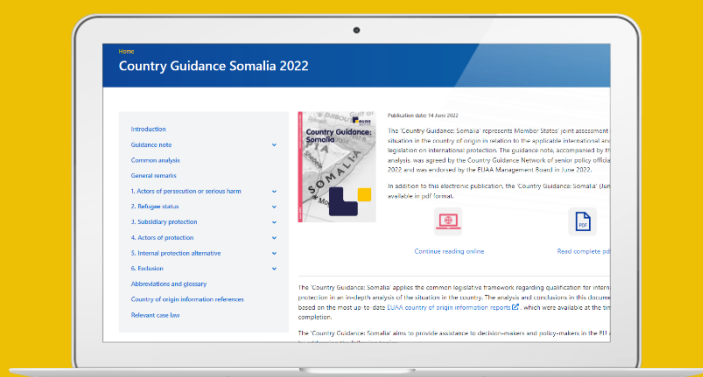 Home
Country Guidance Somalia 2022
Introduction
Guidance note
Common analysis
General remarks
1. Actors of persecution or serious harm
2. Refugee status
3. Subsidiary protection
4. Actors of protection
5. Internal protection alternative
6. Exclusion
Abbreviations and glossary
Country of origin information references
Relevant case law
Country Guidance:
Somalia
SOMALIA
Publication date: 14 June 2022
The 'Country Guidance: Somalia' represents Member States' joint assessment
situation in the country of origin in relation to the applicable international and
legislation on international protection. The guidance note, accompanied by th
analysis, was agreed by the Country Guidance Network of senior policy officia
2022 and was endorsed by the EUAA Management Board in June 2022.
In addition to this electronic publication, the 'Country Guidance: Somalia' (Jun
available in pdf format.
PDF
Continue reading online
Read complete pd
The 'Country Guidance: Somalia' applies the common legislative framework regarding qualification for intern
protection in an in-depth analysis of the situation in the country. The analysis and conclusions in this docume
based on the most up-to-date EUAA country of origin information reports, which were available at the tim
completion.
The 'Country Guidance: Somalia' aims to provide assistance to decision-makers and policy-makers in the EU